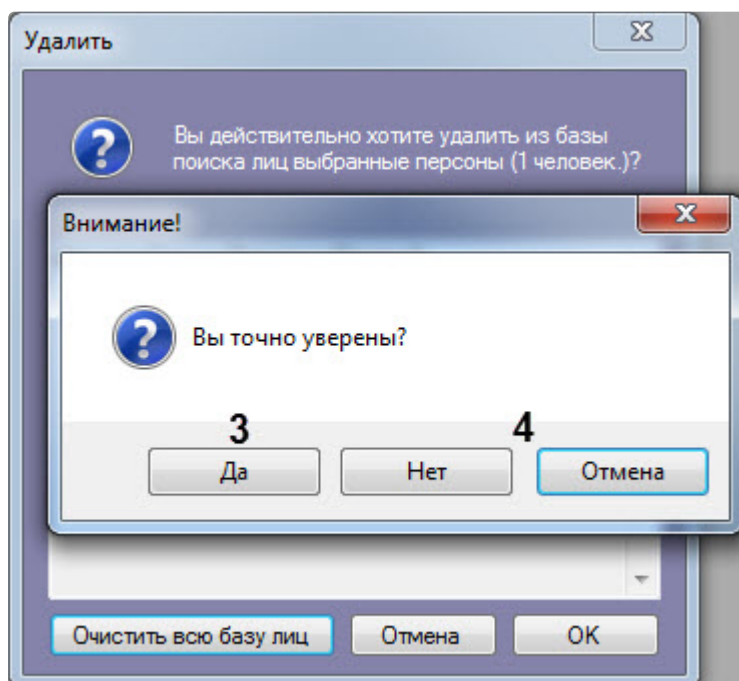 Удалить
Вы действительно хотите удалить из базы
поиска лиц выбранные персоны (1 человек.)?
Внимание!
Вы точно уверены?
3 4
Да Нет Отмена
Очистить всю базу лиц Отмена OK